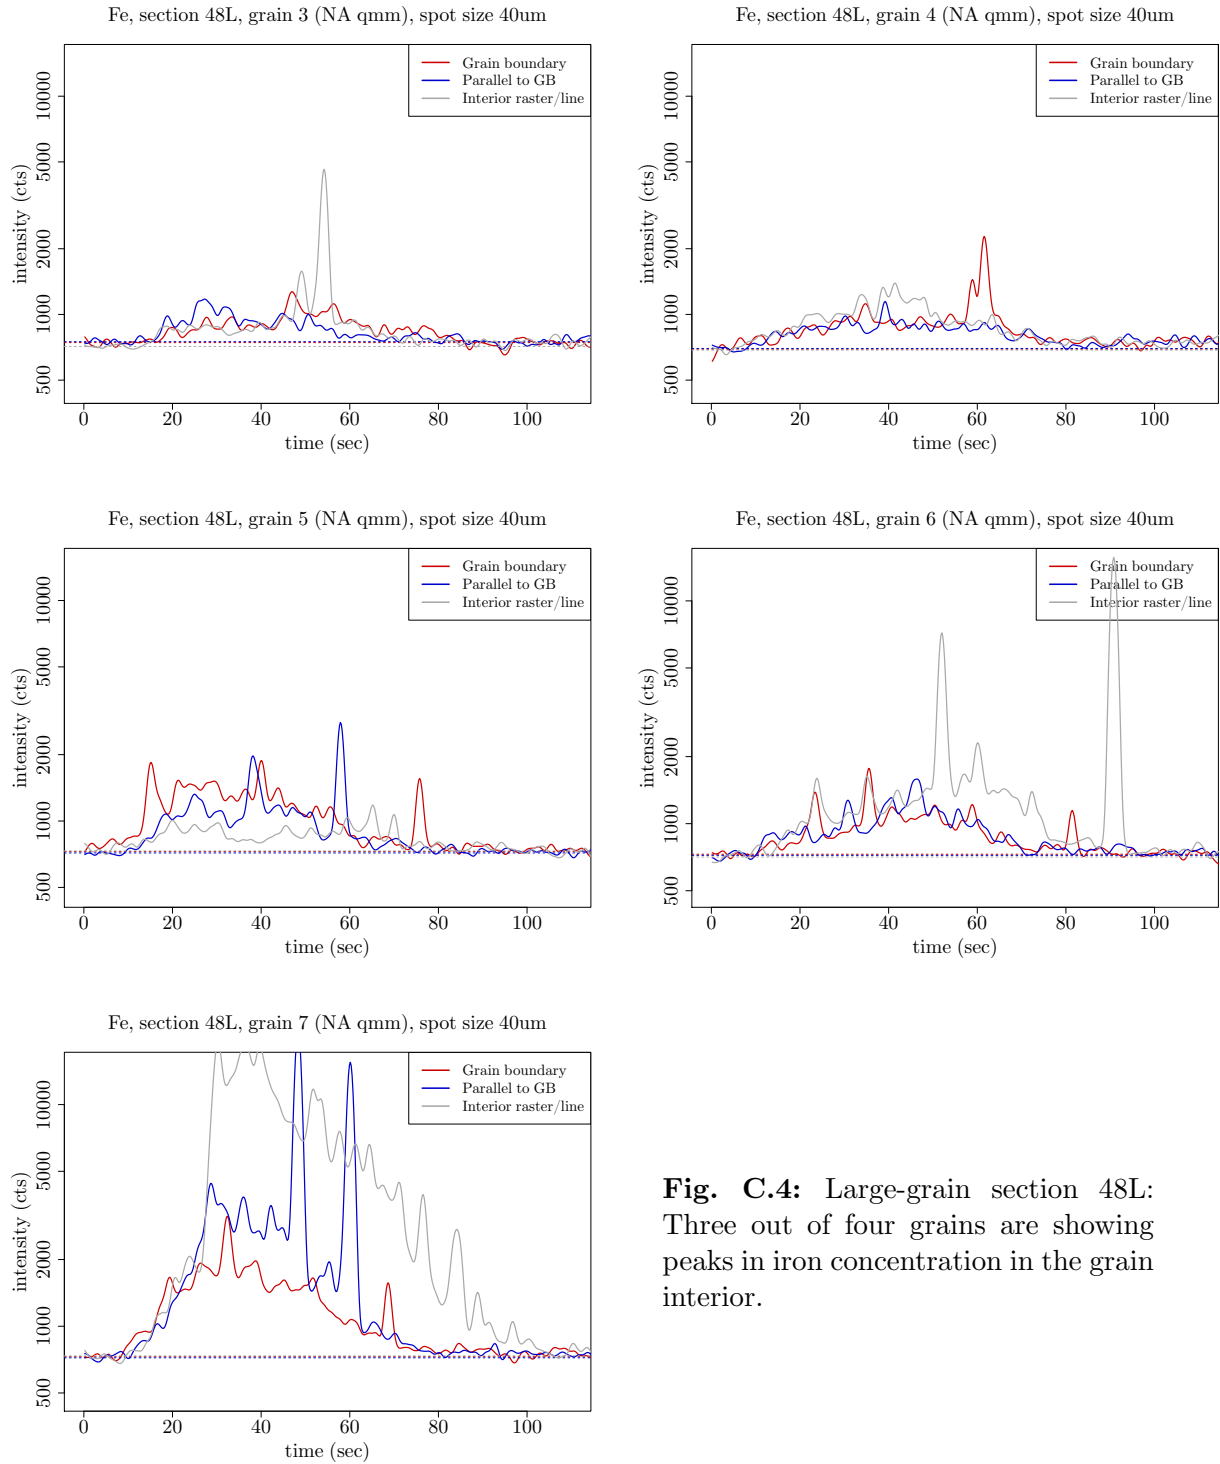 Fe, section 48L, grain 3 (NA qmm), spot size 40um
Grain boundary
Parallel to GB
Interior raster/line
intensity (cts)
10000
5000
2000
1000
500
0 20 40 60 80 100
time (sec)
Fe, section 48L, grain 4 (NA qmm), spot size 40um
Grain boundary
Parallel to GB
Interior raster/line
intensity (cts)
10000
5000
2000
1000
500
0 20 40 60 80 100
time (sec)
Fe, section 48L, grain 5 (NA qmm), spot size 40um
Grain boundary
Parallel to GB
Interior raster/line
intensity (cts)
10000
5000
2000
1000
500
0 20 40 60 80 100
time (sec)
Fe, section 48L, grain 6 (NA qmm), spot size 40um
Grain boundary
Parallel to GB
Interior raster/line
intensity (cts)
10000
5000
2000
1000
500
0 20 40 60 80 100
time (sec)
Fe, section 48L, grain 7 (NA qmm), spot size 40um
Grain boundary
Parallel to GB
Interior raster/line
intensity (cts)
10000
5000
2000
1000
500
0 20 40 60 80 100
time (sec)
Fig. C.4: Large-grain section 48L:
Three out of four grains are showing
peaks in iron concentration in the grain
interior.